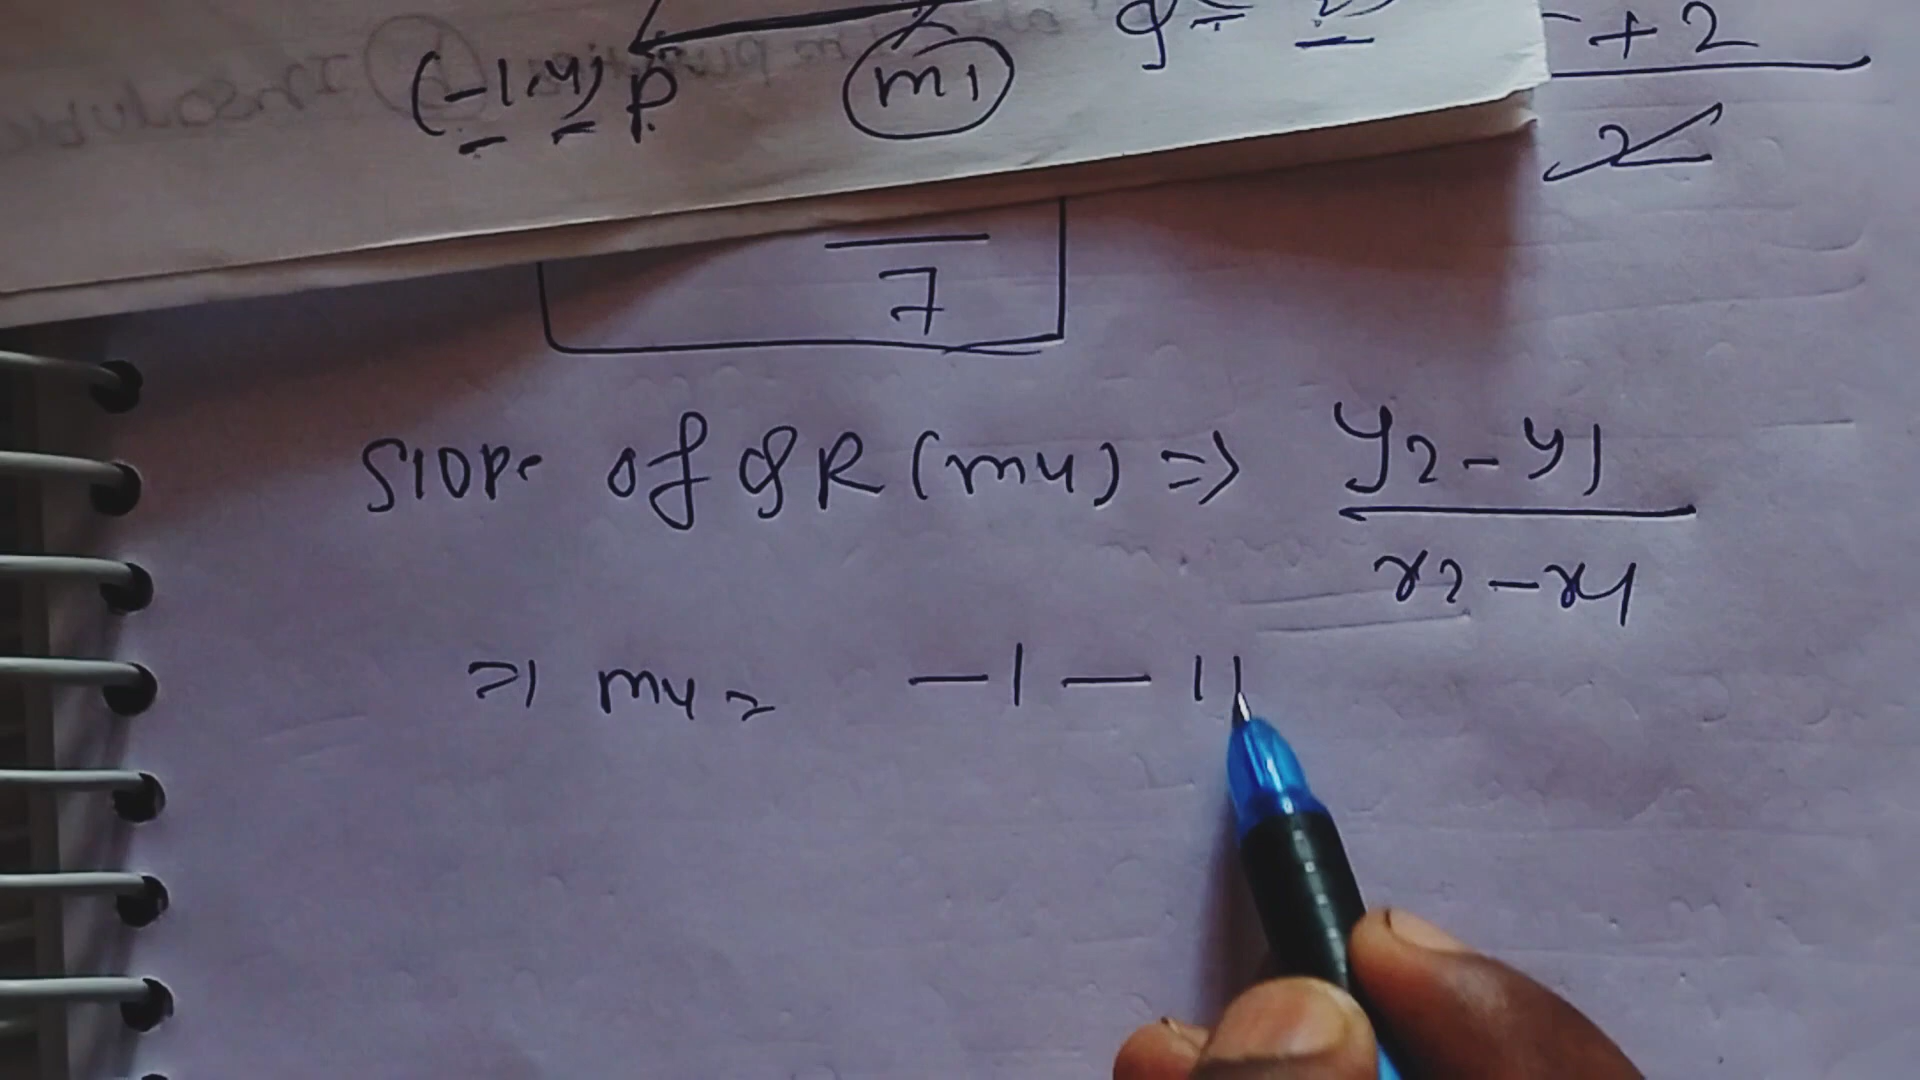 (-1,4) P m1
+ 2
2
7
Slope of QR (m4) => y2 - y1
x2 - x1
=> m4 = -1 - 11